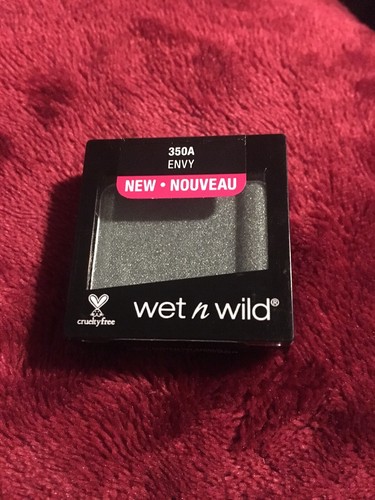 350A
ENVY
NEW • NOUVEAU
wet n wild®
crueltyfree